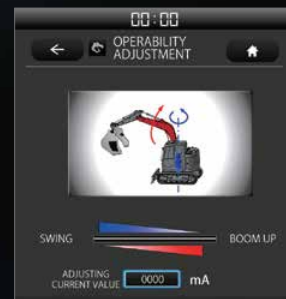 00:00
OPERABILITY
ADJUSTMENT
SWING
BOOM UP
ADJUSTING
CURRENT VALUE 0000 mA